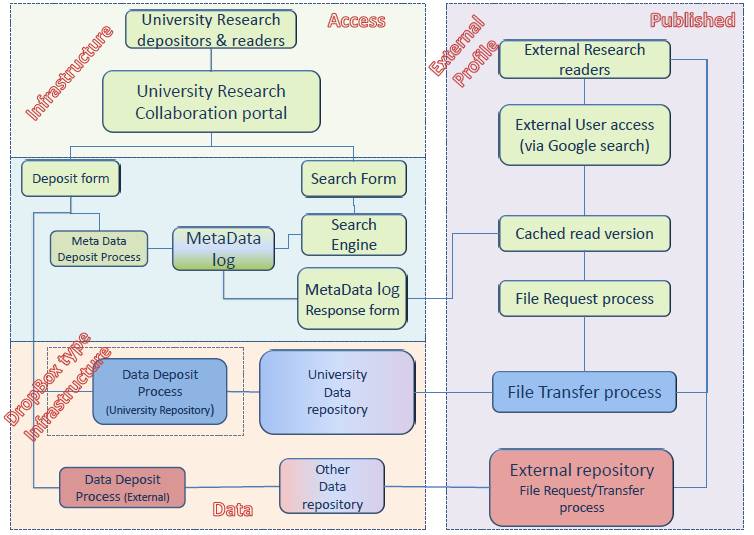 Access
Infrastructure
University Research
depositors & readers
University Research
Collaboration portal
Deposit form
Search Form
Meta Data
Deposit Process
MetaData
log
Search
Engine
MetaData log
Response form
DropBox type
Infrastructure
Data Deposit
Process
(University Repository)
University
Data
repository
Data Deposit
Process (External)
Other
Data
repository
Data
Published
External
Profile
External Research
readers
External User access
(via Google search)
Cached read version
File Request process
File Transfer process
External repository
File Request/Transfer
process